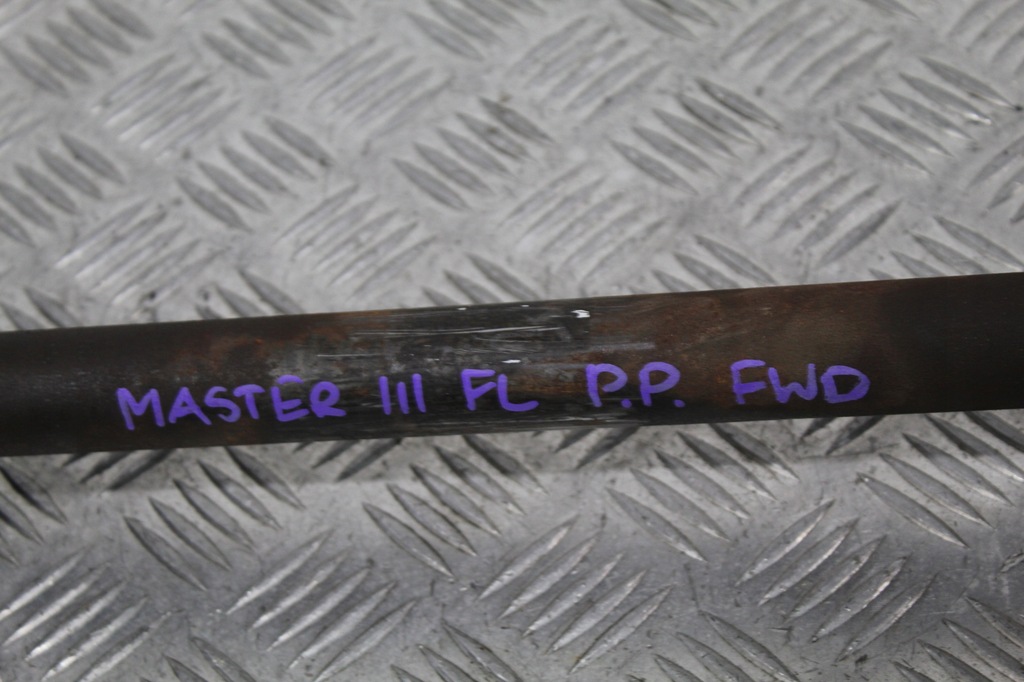 MASTER III FL P.P. FWD